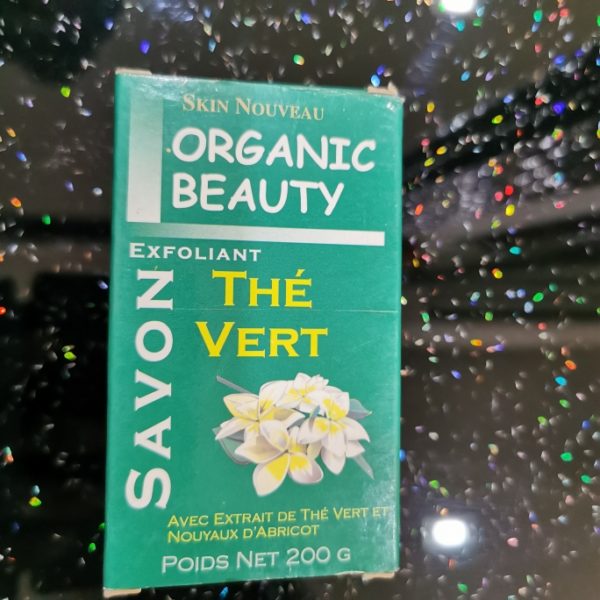 SKIN NOUVEAU
ORGANIC
BEAUTY
EXFOLIANT
SAVON
THÉ
VERT
AVEC EXTRAIT DE THÉ VERT ET
NOUYAUX D'ABRICOT
POIDS NET 200 G